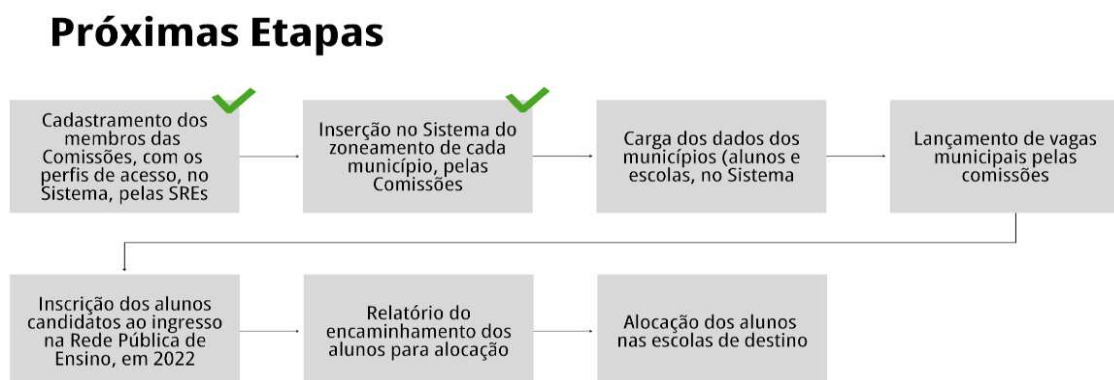 Próximas Etapas
Cadastramento dos
membros das
Comissões, com os
perfis de acesso, no
Sistema, pelas SREs
Inserção no Sistema do
zoneamento de cada
município, pelas
Comissões
Carga dos dados dos
municípios (alunos e
escolas, no Sistema
Lançamento de vagas
municipais pelas
comissões
Inscrição dos alunos
candidatos ao ingresso
na Rede Pública de
Ensino, em 2022
Relatório do
encaminhamento dos
alunos para alocação
Alocação dos alunos
nas escolas de destino